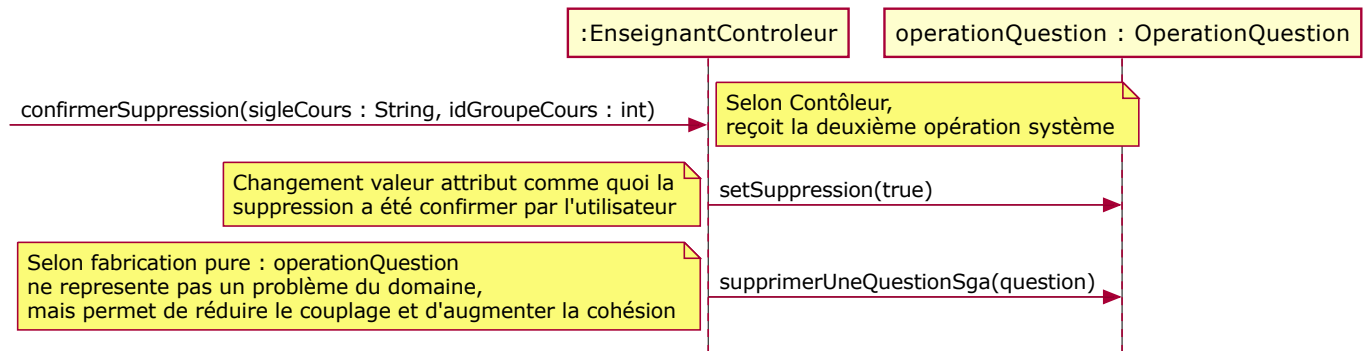 :EnseignantControleur
operationQuestion : OperationQuestion
confirmerSuppression(sigleCours : String, idGroupeCours : int)
Selon Contôleur,
reçoit la deuxième opération système
Changement valeur attribut comme quoi la
suppression a été confirmer par l'utilisateur
setSuppression(true)
Selon fabrication pure : operationQuestion
ne represente pas un problème du domaine,
mais permet de réduire le couplage et d'augmenter la cohésion
supprimerUneQuestionSga(question)